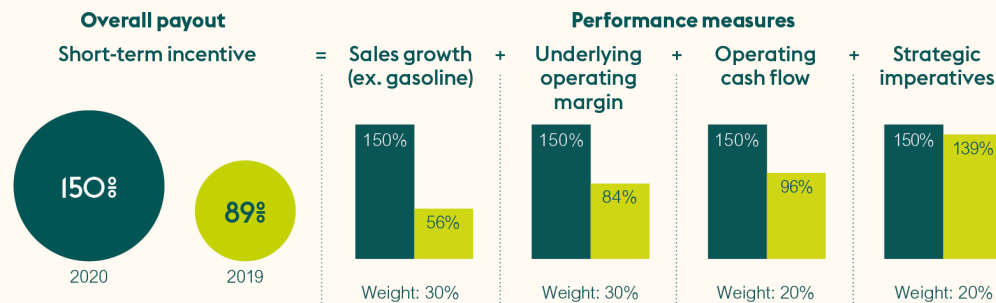 Overall payout
Performance measures
Short-term incentive
=
Sales growth
(ex. gasoline)
+
Underlying
operating
margin
+
Operating
cash flow
+
Strategic
imperatives
150%
89%
2020
2019
150%
56%
Weight: 30%
150%
84%
Weight: 30%
150%
96%
Weight: 20%
150%
139%
Weight: 20%